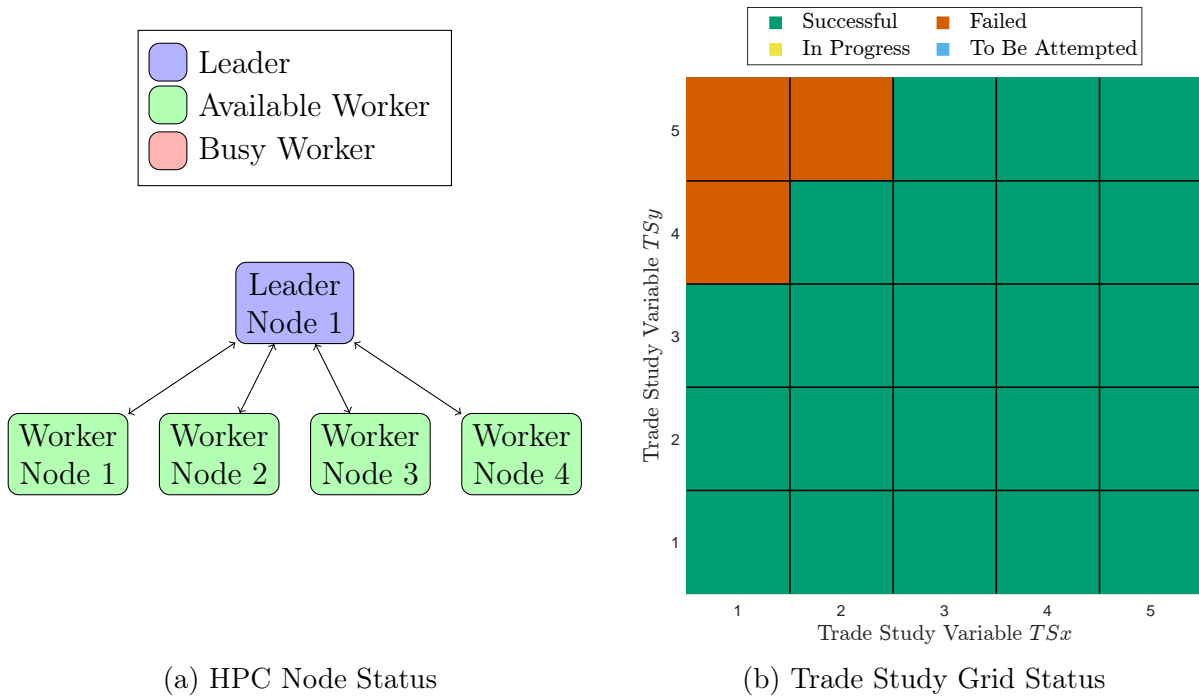 Leader
Available Worker
Busy Worker
Leader
Node 1
Worker
Node 1
Worker
Node 2
Worker
Node 3
Worker
Node 4
(a) HPC Node Status
Successful
Failed
In Progress
To Be Attempted
Trade Study Variable TSy
5
4
3
2
1
1 2 3 4 5
Trade Study Variable TSx
(b) Trade Study Grid Status